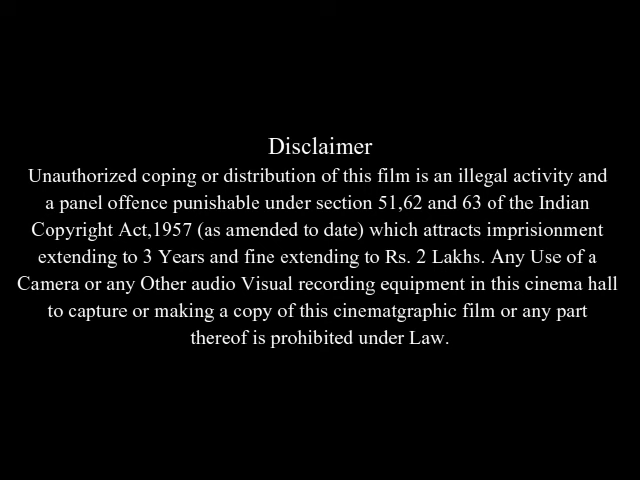 Disclaimer
Unauthorized coping or distribution of this film is an illegal activity and
a panel offence punishable under section 51,62 and 63 of the Indian
Copyright Act,1957 (as amended to date) which attracts imprisionment
extending to 3 Years and fine extending to Rs. 2 Lakhs. Any Use of a
Camera or any Other audio Visual recording equipment in this cinema hall
to capture or making a copy of this cinematgraphic film or any part
thereof is prohibited under Law.